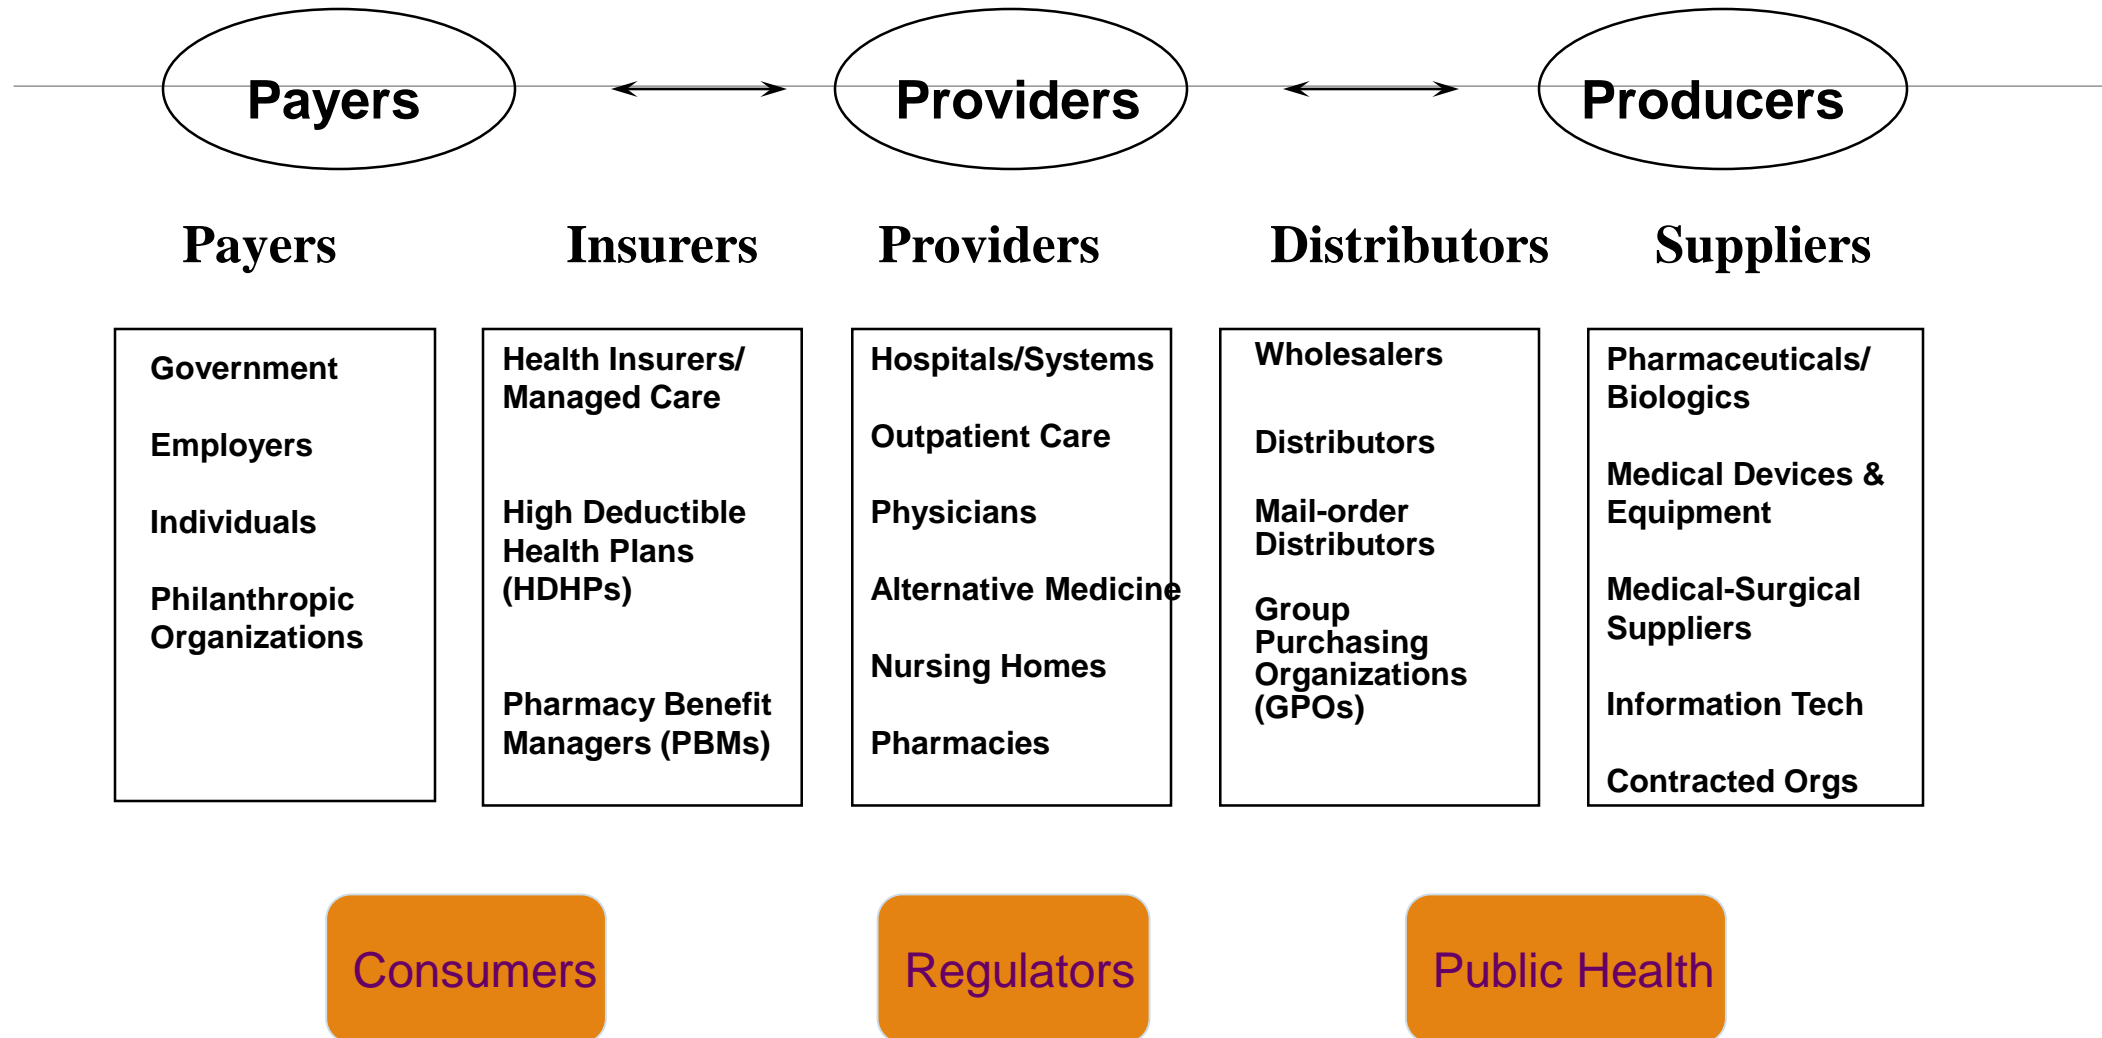 Payers
Providers
Producers
Payers
Insurers
Providers
Distributors
Suppliers
Government
Employers
Individuals
Philanthropic
Organizations
Health Insurers/
Managed Care
High Deductible
Health Plans
(HDHPs)
Pharmacy Benefit
Managers (PBMs)
Hospitals/Systems
Outpatient Care
Physicians
Alternative Medicine
Nursing Homes
Pharmacies
Wholesalers
Distributors
Mail-order
Distributors
Group
Purchasing
Organizations
(GPOs)
Pharmaceuticals/
Biologics
Medical Devices &
Equipment
Medical-Surgical
Suppliers
Information Tech
Contracted Orgs
Consumers
Regulators
Public Health